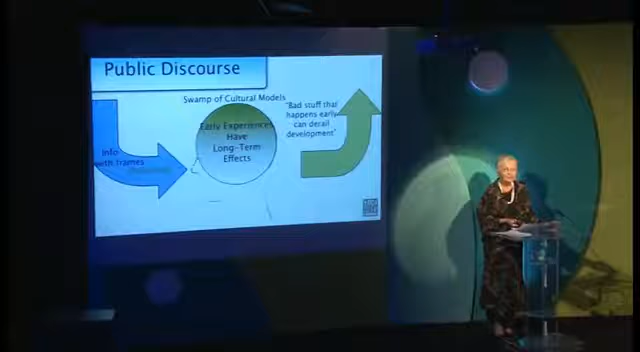 Public Discourse
Swamp of Cultural Models
Early Experiences
Have
Long-Term
Effects
"Bad stuff that
happens early
can derail
development"
Info
with frames